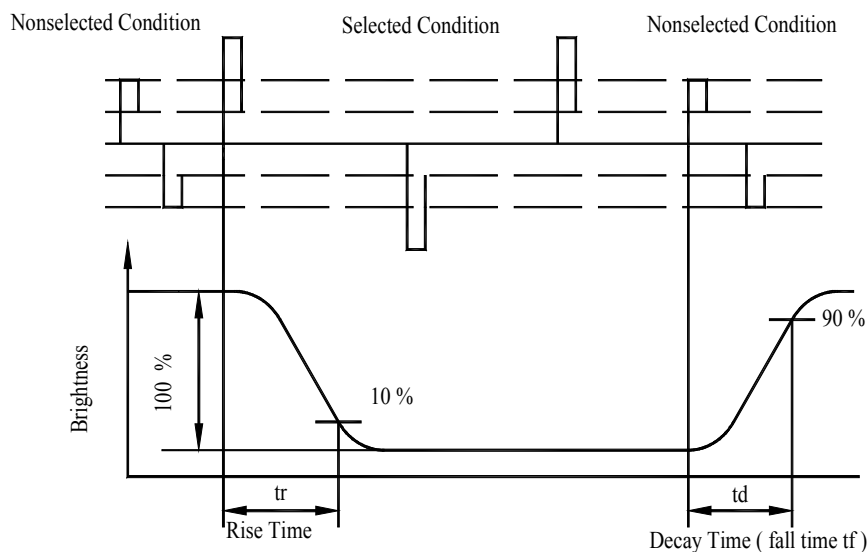 Nonselected Condition
Selected Condition
Nonselected Condition
Brightness
100 %
10 %
90 %
tr
Rise Time
td
Decay Time ( fall time tf )